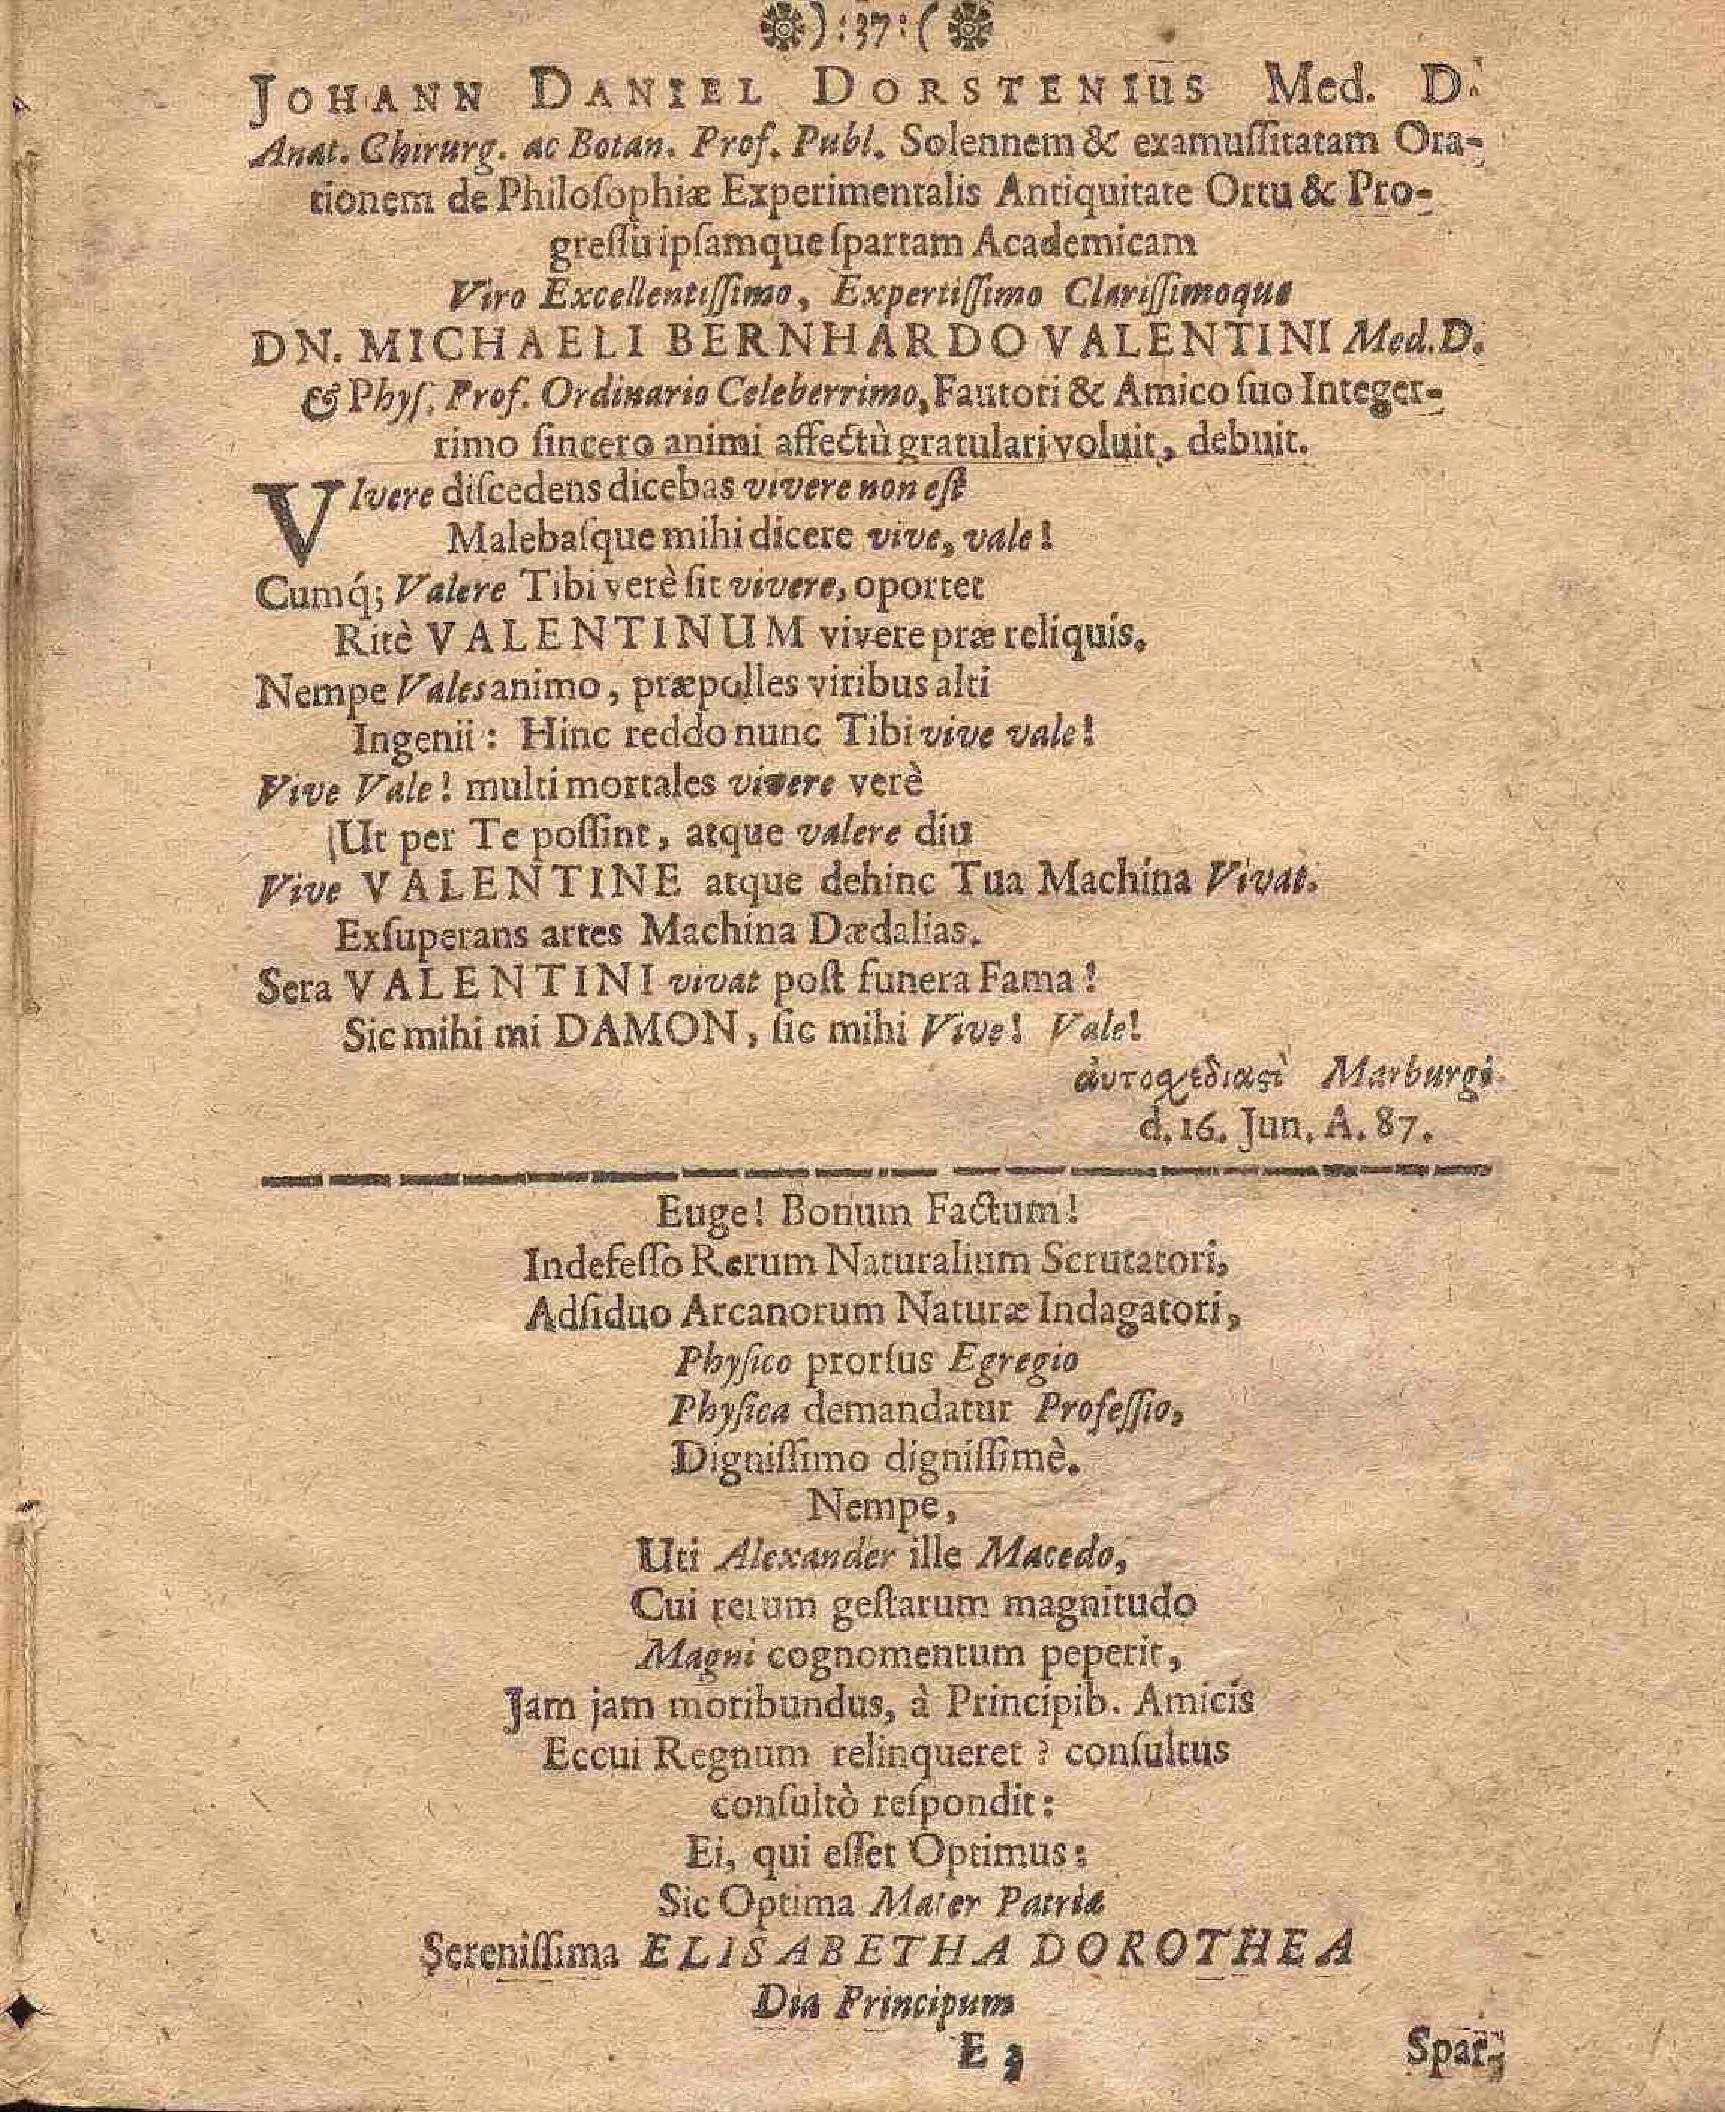 ):37:(
JOHANN DANIEL DORSTENIUS Med. D.
Anat. Chirurg. ac Botan. Prof. Publ. Solennem & examuſſitatam Ora-
tionem de Philoſophiæ Experimentalis Antiquitate Ortu & Pro-
greſſu ipſamque ſpartam Academicam
Viro Excellentiſſimo, Expertiſſimo Clariſſimoque
DN. MICHAELI BERNHARDO VALENTINI Med. D.
& Phyſ. Prof. Ordinario Celeberrimo, Fautori & Amico ſuo Integer-
rimo ſincero animi affectù gratulari voluit, debuit.
VIvere diſcedens dicebas vivere non eſt
Malebaſque mihi dicere vive, vale!
Cumq́; Valere Tibi verè ſit vivere, oportet
Ritè VALENTINUM vivere præ reliquis.
Nempe Vales animo, præpolles viribus alti
Ingenii: Hinc reddo nunc Tibi vive vale!
Vive Vale! multi mortales vivere verè
Ut per Te poſſint, atque valere diu
Vive VALENTINE atque dehinc Tua Machina Vivat.
Exſuperans artes Machina Dædalias.
Sera VALENTINI vivat poſt funera Fama!
Sic mihi mi DAMON, ſic mihi Vive! Vale!
ἀυτοχεδιαςὶ Marburgi
d. 16. Jun. A. 87.
Euge! Bonum Factum!
Indefeſſo Rerum Naturalium Scrutatori,
Adſiduo Arcanorum Naturæ Indagatori,
Phyſico prorſus Egregio
Phyſica demandatur Profeſſio,
Digniſſimo digniſſimè.
Nempe,
Uti Alexander ille Macedo,
Cui rerum geſtarum magnitudo
Magni cognomentum peperit,
Jam jam moribundus, à Principib. Amicis
Eccui Regnum relinqueret? conſultus
conſultò reſpondit:
Ei, qui eſſet Optimus:
Sic Optima Mater Patriæ
Sereniſſima ELISABETHA DOROTHEA
Dia Principum
E 3
Spar-